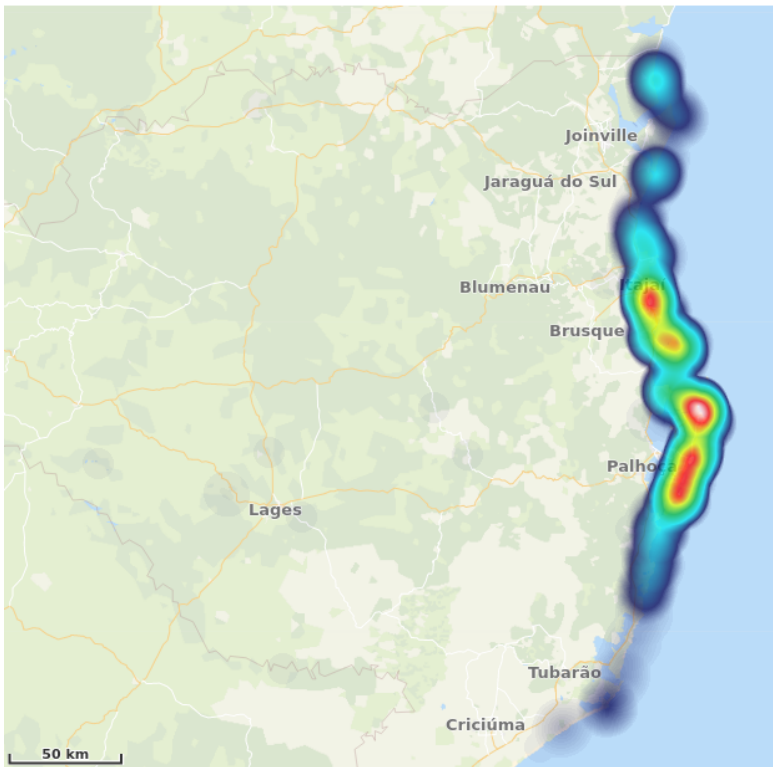 Joinville
Jaraguá do Sul
Itajaí
Blumenau
Brusque
Palhoça
Lages
Tubarão
Criciúma
50 km